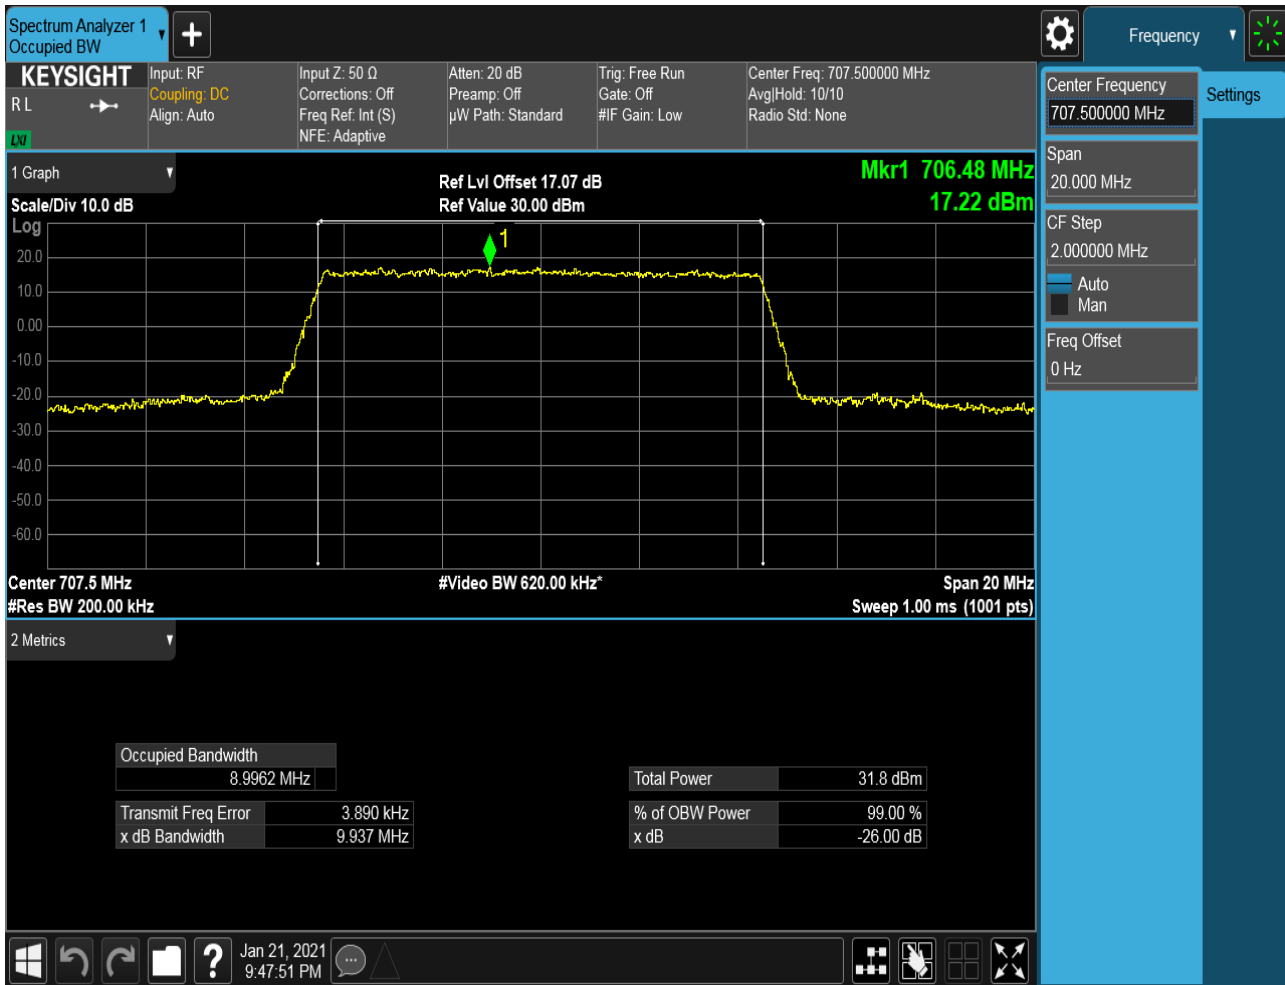 Spectrum Analyzer 1
Occupied BW
Frequency
KEYSIGHT
R L
LXI
Input: RF
Coupling: DC
Align: Auto
Input Z: 50 Ω
Corrections: Off
Freq Ref: Int (S)
NFE: Adaptive
Atten: 20 dB
Preamp: Off
µW Path: Standard
Trig: Free Run
Gate: Off
#IF Gain: Low
Center Freq: 707.500000 MHz
Avg|Hold: 10/10
Radio Std: None
Center Frequency
707.500000 MHz
Settings
Span
20.000 MHz
CF Step
2.000000 MHz
Auto
Man
Freq Offset
0 Hz
1 Graph
Scale/Div 10.0 dB
Ref Lvl Offset 17.07 dB
Ref Value 30.00 dBm
Mkr1 706.48 MHz
17.22 dBm
Log
1
20.0
10.0
0.00
-10.0
-20.0
-30.0
-40.0
-50.0
-60.0
Center 707.5 MHz
#Video BW 620.00 kHz*
Span 20 MHz
#Res BW 200.00 kHz
Sweep 1.00 ms (1001 pts)
2 Metrics
Occupied Bandwidth
8.9962 MHz
Total Power 31.8 dBm
Transmit Freq Error 3.890 kHz
% of OBW Power 99.00 %
x dB Bandwidth 9.937 MHz
x dB -26.00 dB
?
Jan 21, 2021
9:47:51 PM